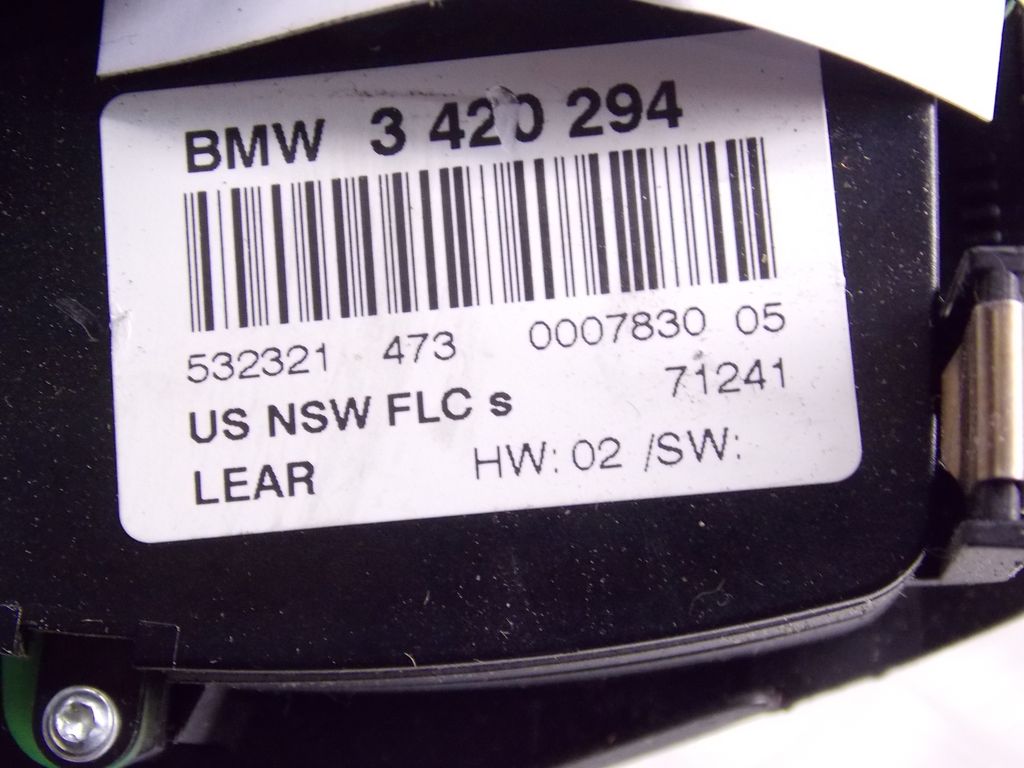 BMW 3 420 294
532321 473 0007830 05
US NSW FLC s 71241
LEAR HW: 02 /SW: